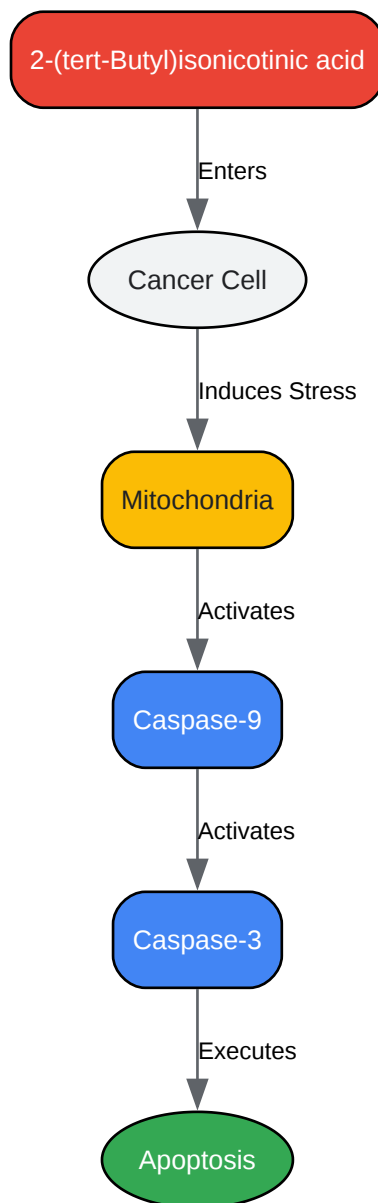 2-(tert-Butyl)isonicotinic acid
Enters
Cancer Cell
Induces Stress
Mitochondria
Activates
Caspase-9
Activates
Caspase-3
Executes
Apoptosis